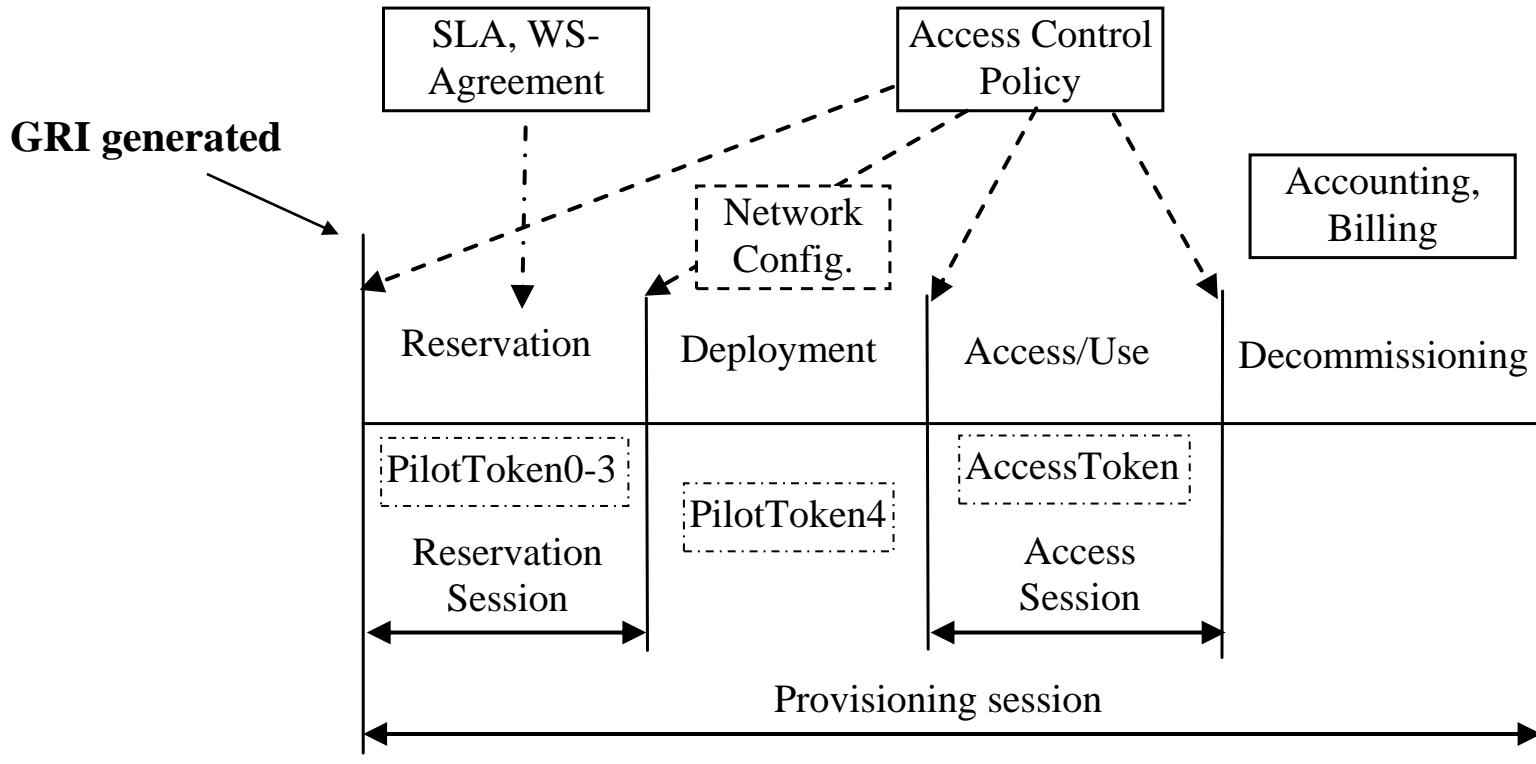 SLA, WS-
Agreement
Access Control
Policy
GRI generated
Accounting,
Billing
Network
Config.
Reservation
Deployment
Access/Use
Decommissioning
PilotToken0-3
PilotToken4
AccessToken
Reservation
Session
Access
Session
Provisioning session